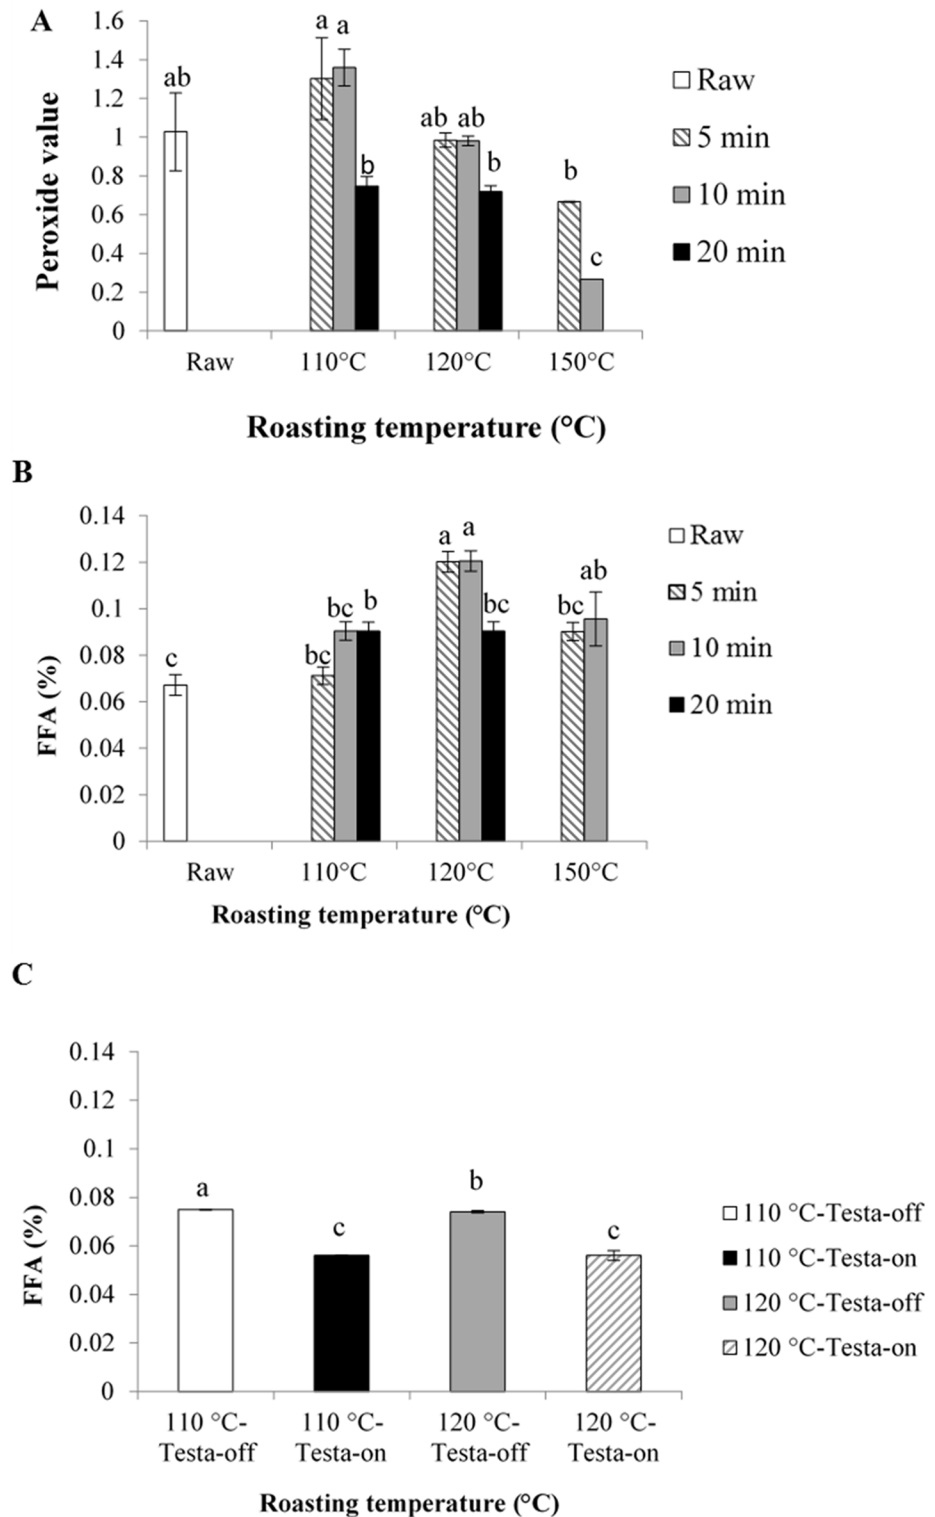 A
Peroxide value
1.6
1.4
1.2
1
0.8
0.6
0.4
0.2
0
ab
a
a
b
ab
ab
b
b
c
Raw
5 min
10 min
20 min
Raw
110°C
120°C
150°C
Roasting temperature (°C)
B
FFA (%)
0.14
0.12
0.1
0.08
0.06
0.04
0.02
0
c
bc
bc
b
a
a
bc
bc
ab
Raw
5 min
10 min
20 min
Raw
110°C
120°C
150°C
Roasting temperature (°C)
C
FFA (%)
0.14
0.12
0.1
0.08
0.06
0.04
0.02
0
a
c
b
c
110 °C-Testa-off
110 °C-Testa-on
120 °C-Testa-off
120 °C-Testa-on
110 °C-
Testa-off
110 °C-
Testa-on
120 °C-
Testa-off
120 °C-
Testa-on
Roasting temperature (°C)